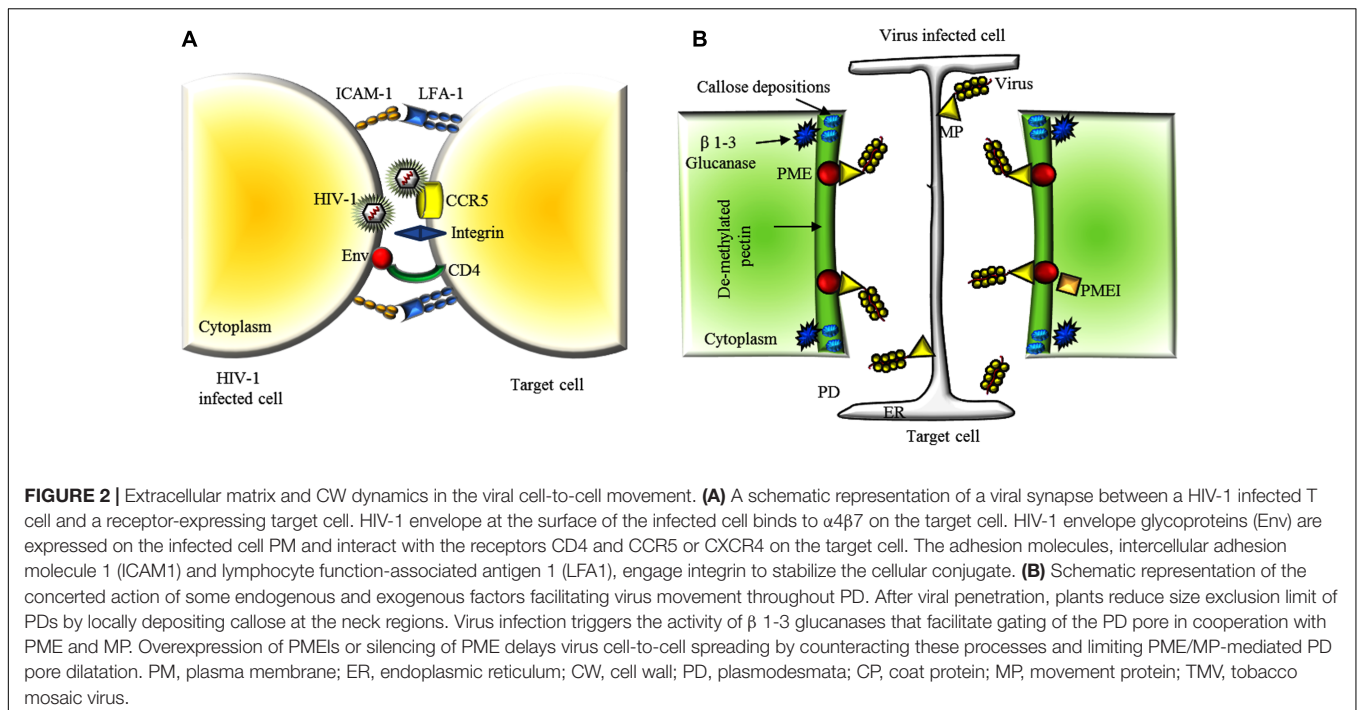 A
ICAM-1 LFA-1
HIV-1
CCR5
Integrin
Env
CD4
Cytoplasm
HIV-1
infected cell
Target cell
B
Virus infected cell
Virus
Callose depositions
MP
β 1-3
Glucanase
PME
De-methylated
pectin
PMEI
Cytoplasm
PD
ER
Target cell
FIGURE 2 | Extracellular matrix and CW dynamics in the viral cell-to-cell movement. (A) A schematic representation of a viral synapse between a HIV-1 infected T
cell and a receptor-expressing target cell. HIV-1 envelope at the surface of the infected cell binds to α4β7 on the target cell. HIV-1 envelope glycoproteins (Env) are
expressed on the infected cell PM and interact with the receptors CD4 and CCR5 or CXCR4 on the target cell. The adhesion molecules, intercellular adhesion
molecule 1 (ICAM1) and lymphocyte function-associated antigen 1 (LFA1), engage integrin to stabilize the cellular conjugate. (B) Schematic representation of the
concerted action of some endogenous and exogenous factors facilitating virus movement throughout PD. After viral penetration, plants reduce size exclusion limit of
PDs by locally depositing callose at the neck regions. Virus infection triggers the activity of β 1-3 glucanases that facilitate gating of the PD pore in cooperation with
PME and MP. Overexpression of PMEIs or silencing of PME delays virus cell-to-cell spreading by counteracting these processes and limiting PME/MP-mediated PD
pore dilatation. PM, plasma membrane; ER, endoplasmic reticulum; CW, cell wall; PD, plasmodesmata; CP, coat protein; MP, movement protein; TMV, tobacco
mosaic virus.